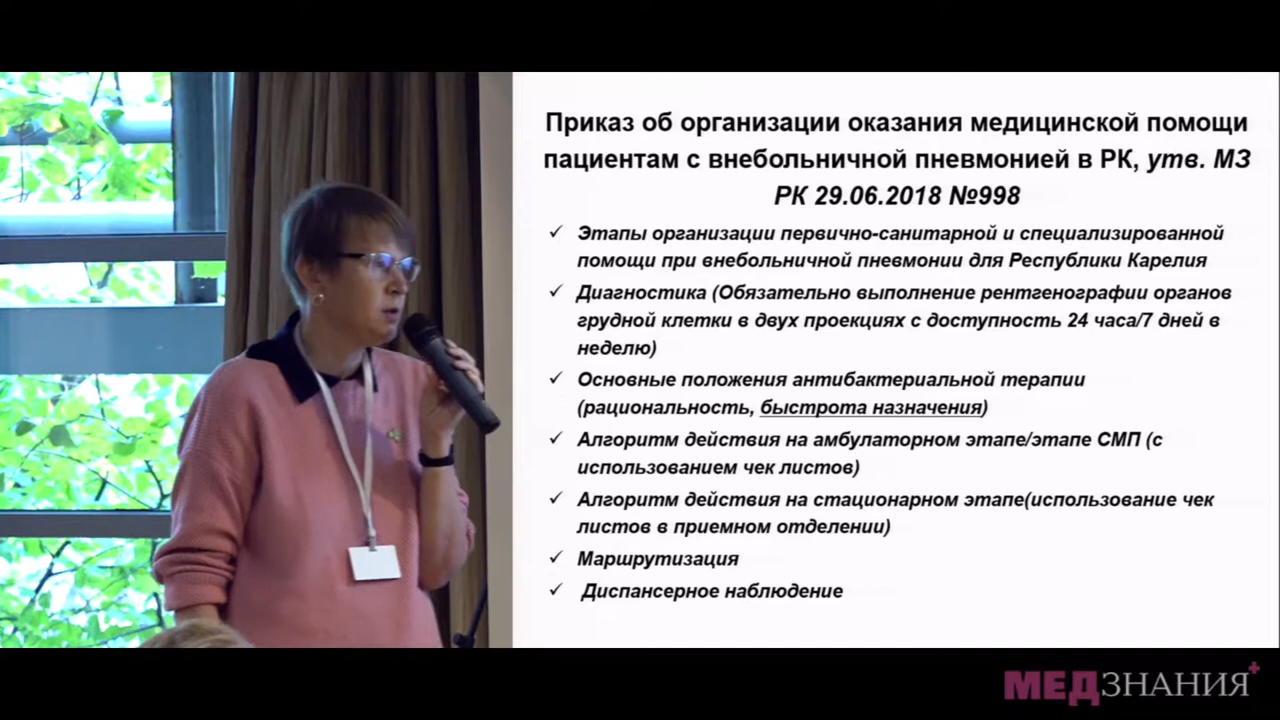 Приказ об организации оказания медицинской помощи
пациентам с внебольничной пневмонией в РК, утв. МЗ
РК 29.06.2018 №998
✓ Этапы организации первично-санитарной и специализированной
помощи при внебольничной пневмонии для Республики Карелия
✓ Диагностика (Обязательно выполнение рентгенографии органов
грудной клетки в двух проекциях с доступность 24 часа/7 дней в
неделю)
✓ Основные положения антибактериальной терапии
(рациональность, быстрота назначения)
✓ Алгоритм действия на амбулаторном этапе/этапе СМП (с
использованием чек листов)
✓ Алгоритм действия на стационарном этапе(использование чек
листов в приемном отделении)
✓ Маршрутизация
✓ Диспансерное наблюдение
МЕДЗНАНИЯ+